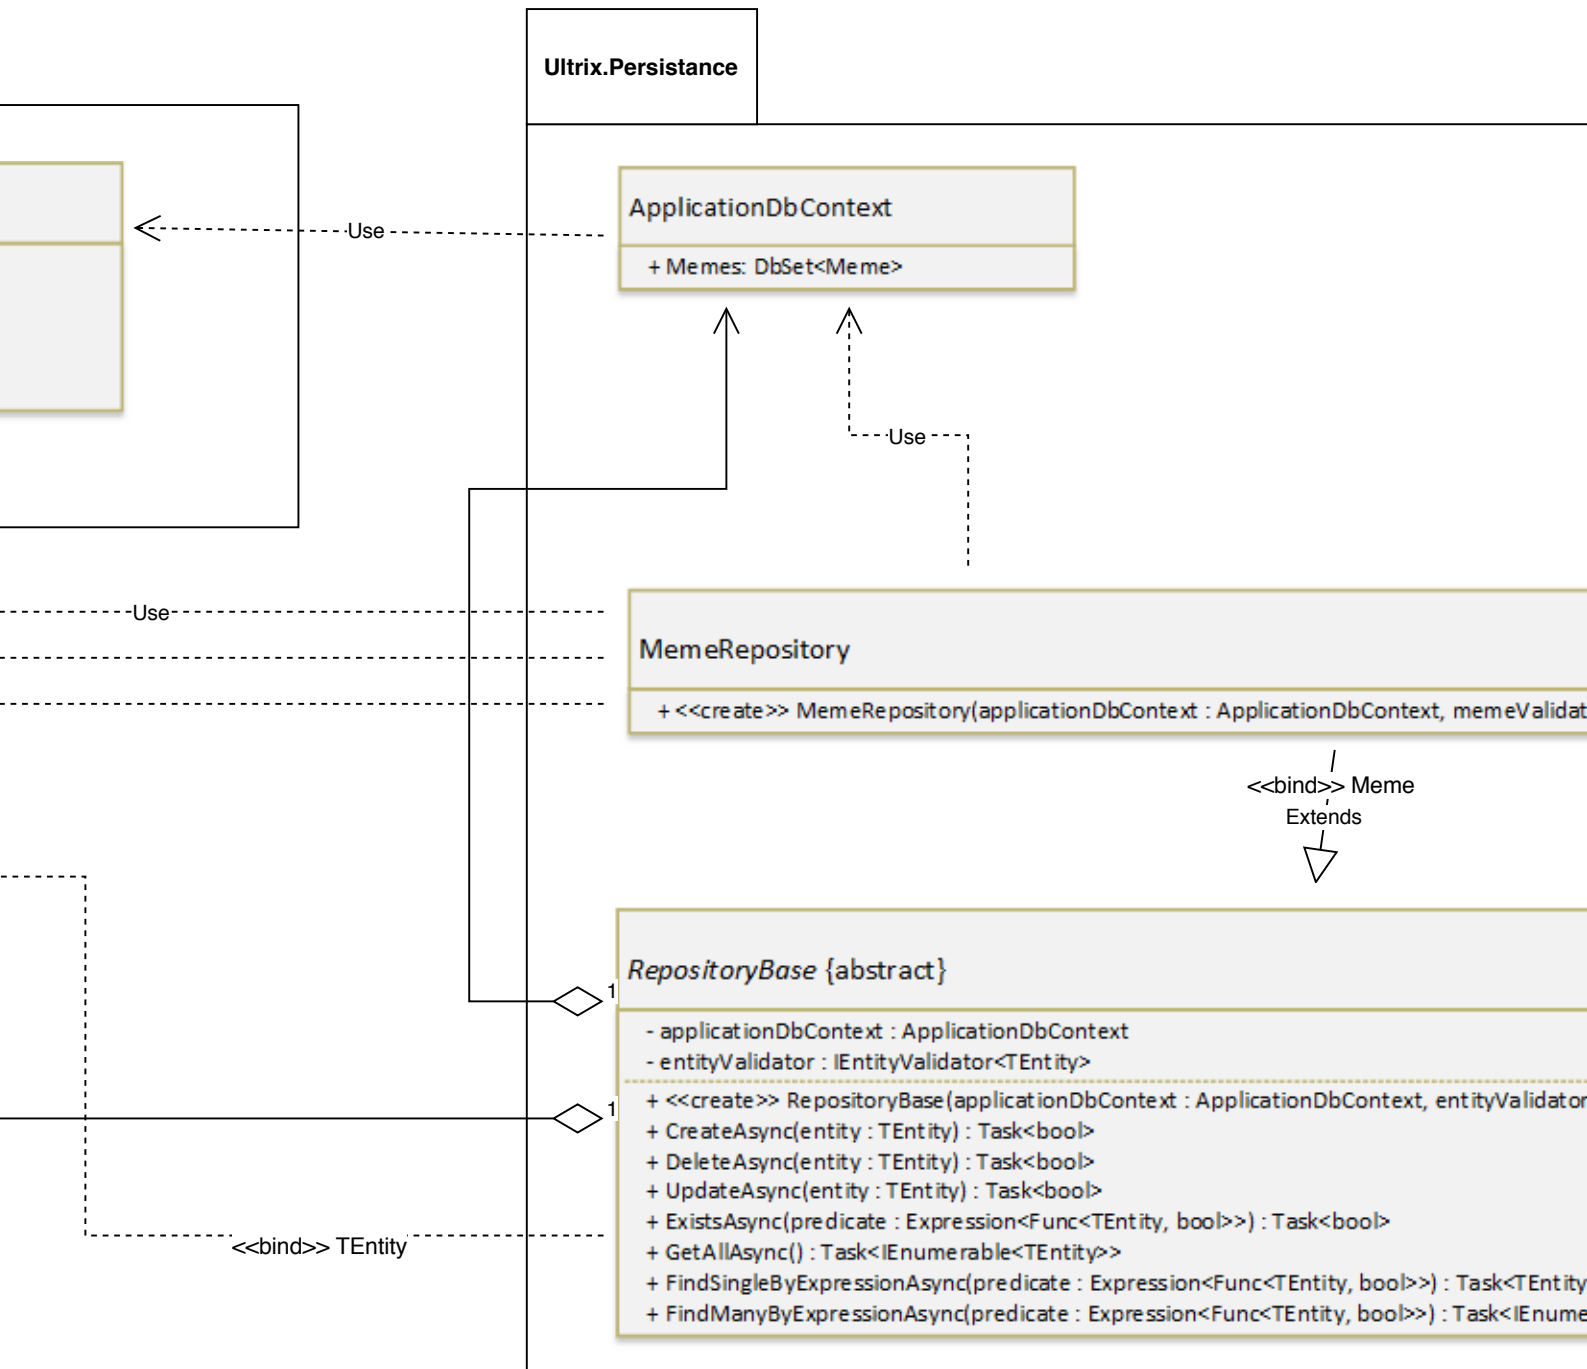 Ultrix.Persistance
ApplicationDbContext
+ Memes: DbSet<Meme>
Use
Use
Use
MemeRepository
+ <<create>> MemeRepository(applicationDbContext : ApplicationDbContext, memeValidat
<<bind>> Meme
Extends
RepositoryBase {abstract}
1
- applicationDbContext : ApplicationDbContext
- entityValidator : IEntityValidator<TEntity>
1
+ <<create>> RepositoryBase(applicationDbContext : ApplicationDbContext, entityValidator
+ CreateAsync(entity : TEntity) : Task<bool>
+ DeleteAsync(entity : TEntity) : Task<bool>
+ UpdateAsync(entity : TEntity) : Task<bool>
+ ExistsAsync(predicate : Expression<Func<TEntity, bool>>) : Task<bool>
<<bind>> TEntity
+ GetAllAsync() : Task<IEnumerable<TEntity>>
+ FindSingleByExpressionAsync(predicate : Expression<Func<TEntity, bool>>) : Task<TEntity
+ FindManyByExpressionAsync(predicate : Expression<Func<TEntity, bool>>) : Task<IEnume